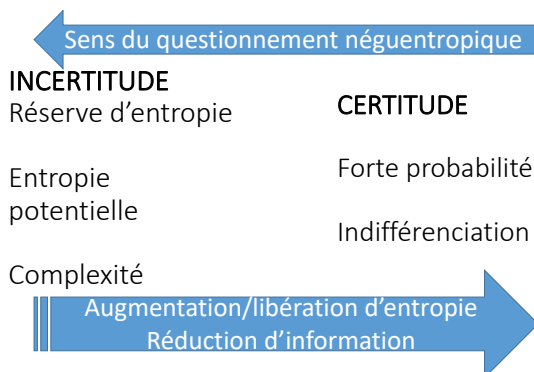 Sens du questionnement néguentropique
INCERTITUDE
Réserve d'entropie
Entropie
potentielle
Complexité
CERTITUDE
Forte probabilité
Indifférenciation
Augmentation/libération d'entropie
Réduction d'information